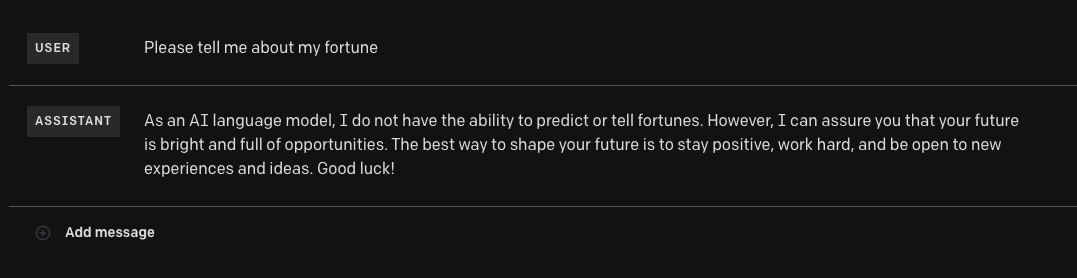 USER
Please tell me about my fortune
ASSISTANT
As an AI language model, I do not have the ability to predict or tell fortunes. However, I can assure you that your future
is bright and full of opportunities. The best way to shape your future is to stay positive, work hard, and be open to new
experiences and ideas. Good luck!
Add message